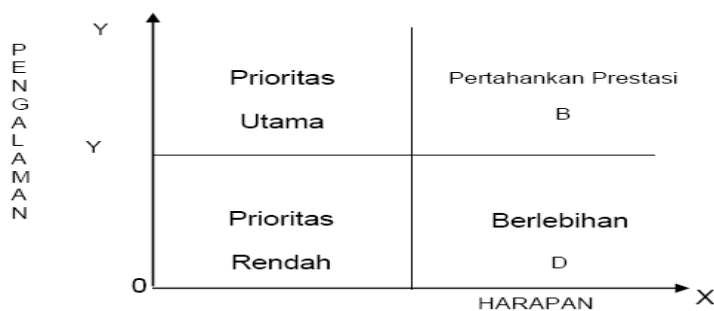 PENGALAMAN
Y
Prioritas
Utama
Pertahankan Prestasi
B
Y
Prioritas
Rendah
Berlebihan
D
0
HARAPAN
X